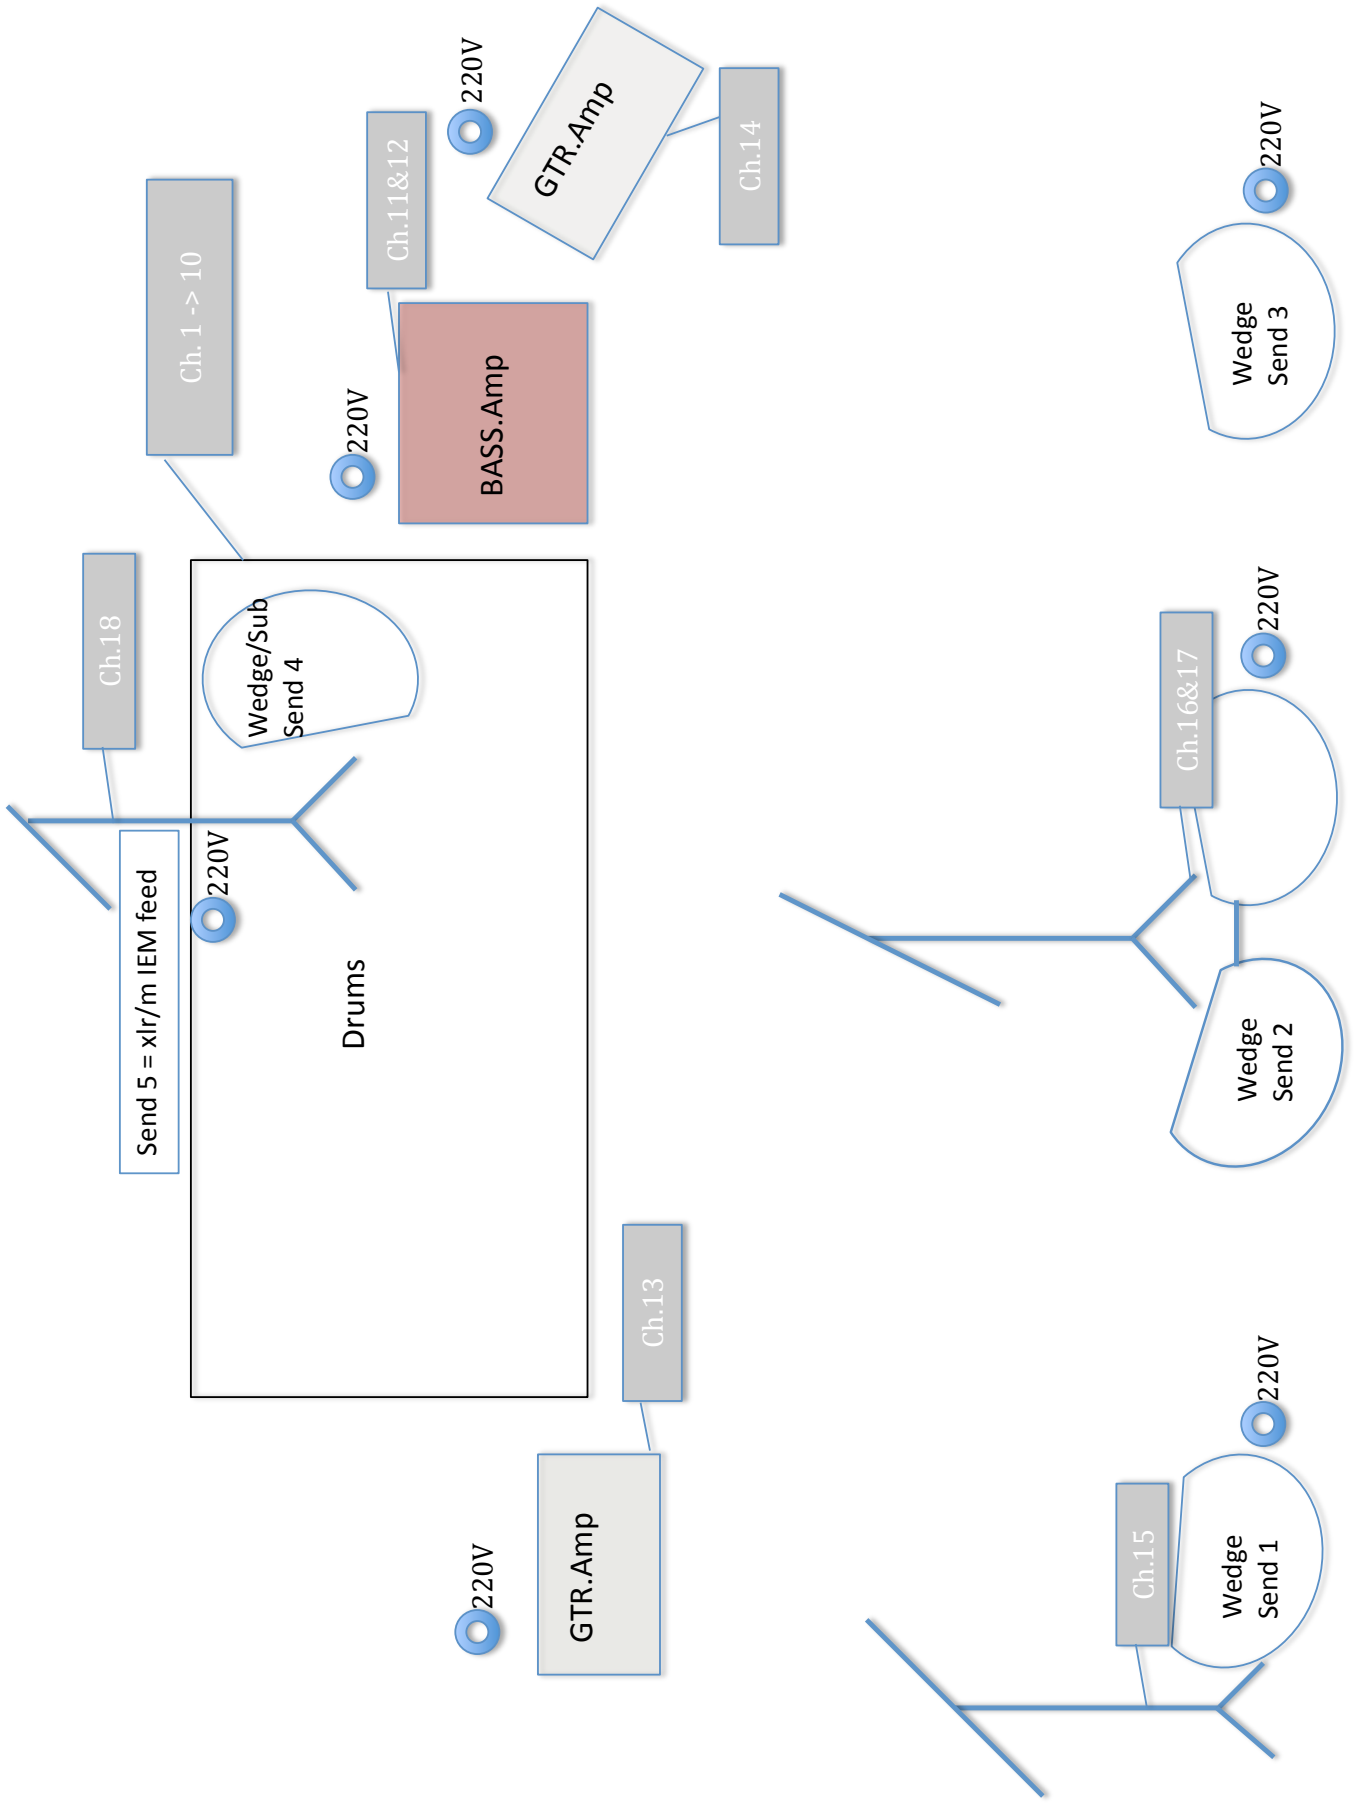 Ch.18
Send 5 = xlr/m IEM feed
220V
Ch. 1 -> 10
Wedge/Sub
Send 4
Drums
220V
Ch.11&12
BASS.Amp
220V
GTR.Amp
Ch.14
220V
GTR.Amp
Ch.13
Ch.15
Wedge
Send 1
220V
Wedge
Send 2
Ch.16&17
220V
Wedge
Send 3
220V